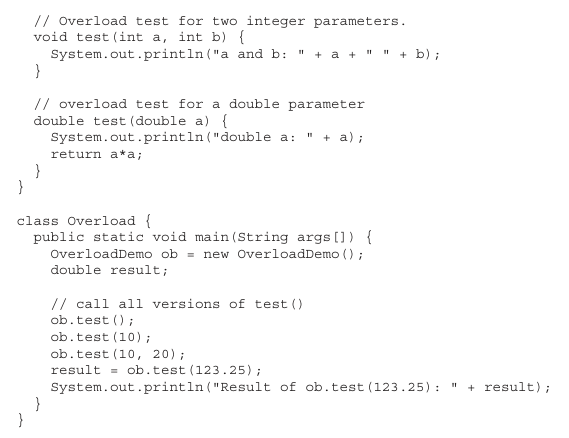 // Overload test for two integer parameters.
void test(int a, int b) {
System.out.println("a and b: " + a + " " + b);
}
// overload test for a double parameter
double test(double a) {
System.out.println("double a: " + a);
return a*a;
}
}
class Overload {
public static void main(String args[]) {
OverloadDemo ob = new OverloadDemo();
double result;
// call all versions of test()
ob.test();
ob.test(10);
ob.test(10, 20);
result = ob.test(123.25);
System.out.println("Result of ob.test(123.25): " + result);
}
}